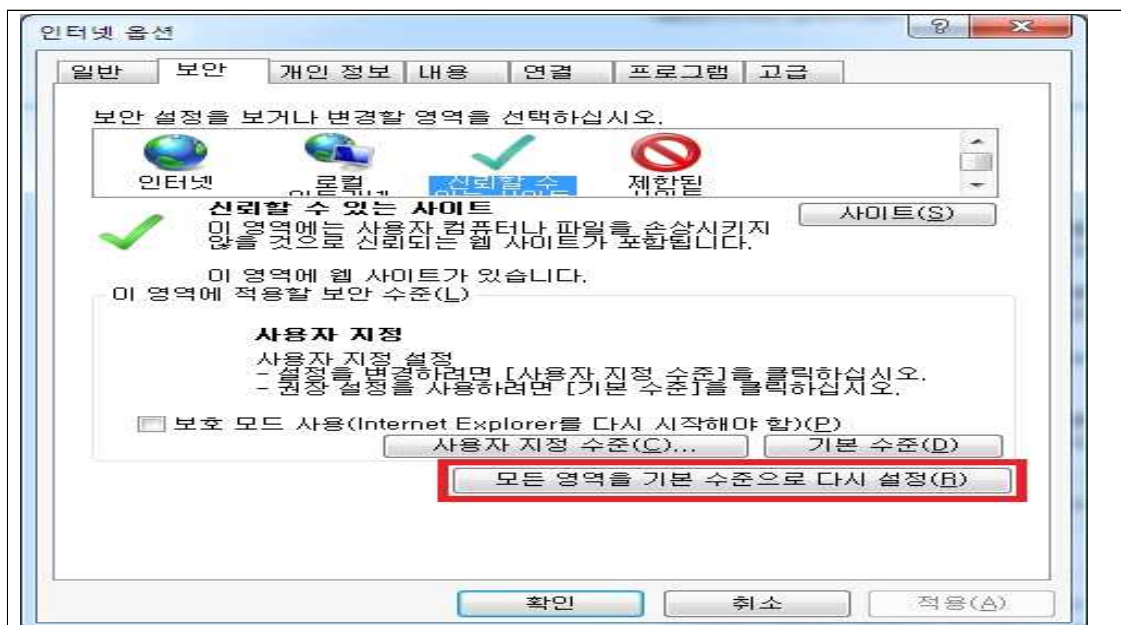 인터넷 옵션
일반 보안 개인 정보 내용 연결 프로그램 고급
보안 설정을 보거나 변경할 영역을 선택하십시오.
인터넷 로컬 신뢰할 수 제한된
신뢰할 수 있는 사이트
사이트(S)
이 영역에는 사용자 컴퓨터나 파일을 손상시키지
않을 것으로 신뢰되는 웹 사이트가 포함됩니다.
이 영역에 웹 사이트가 있습니다.
이 영역에 적용할 보안 수준(L)
사용자 지정
사용자 지정 설정
- 설정을 변경하려면 [사용자 지정 수준]을 클릭하십시오.
- 권장 설정을 사용하려면 [기본 수준]을 클릭하십시오.
보호 모드 사용(Internet Explorer를 다시 시작해야 함)(P)
사용자 지정 수준(C)... 기본 수준(D)
모든 영역을 기본 수준으로 다시 설정(R)
확인 취소 적용(A)